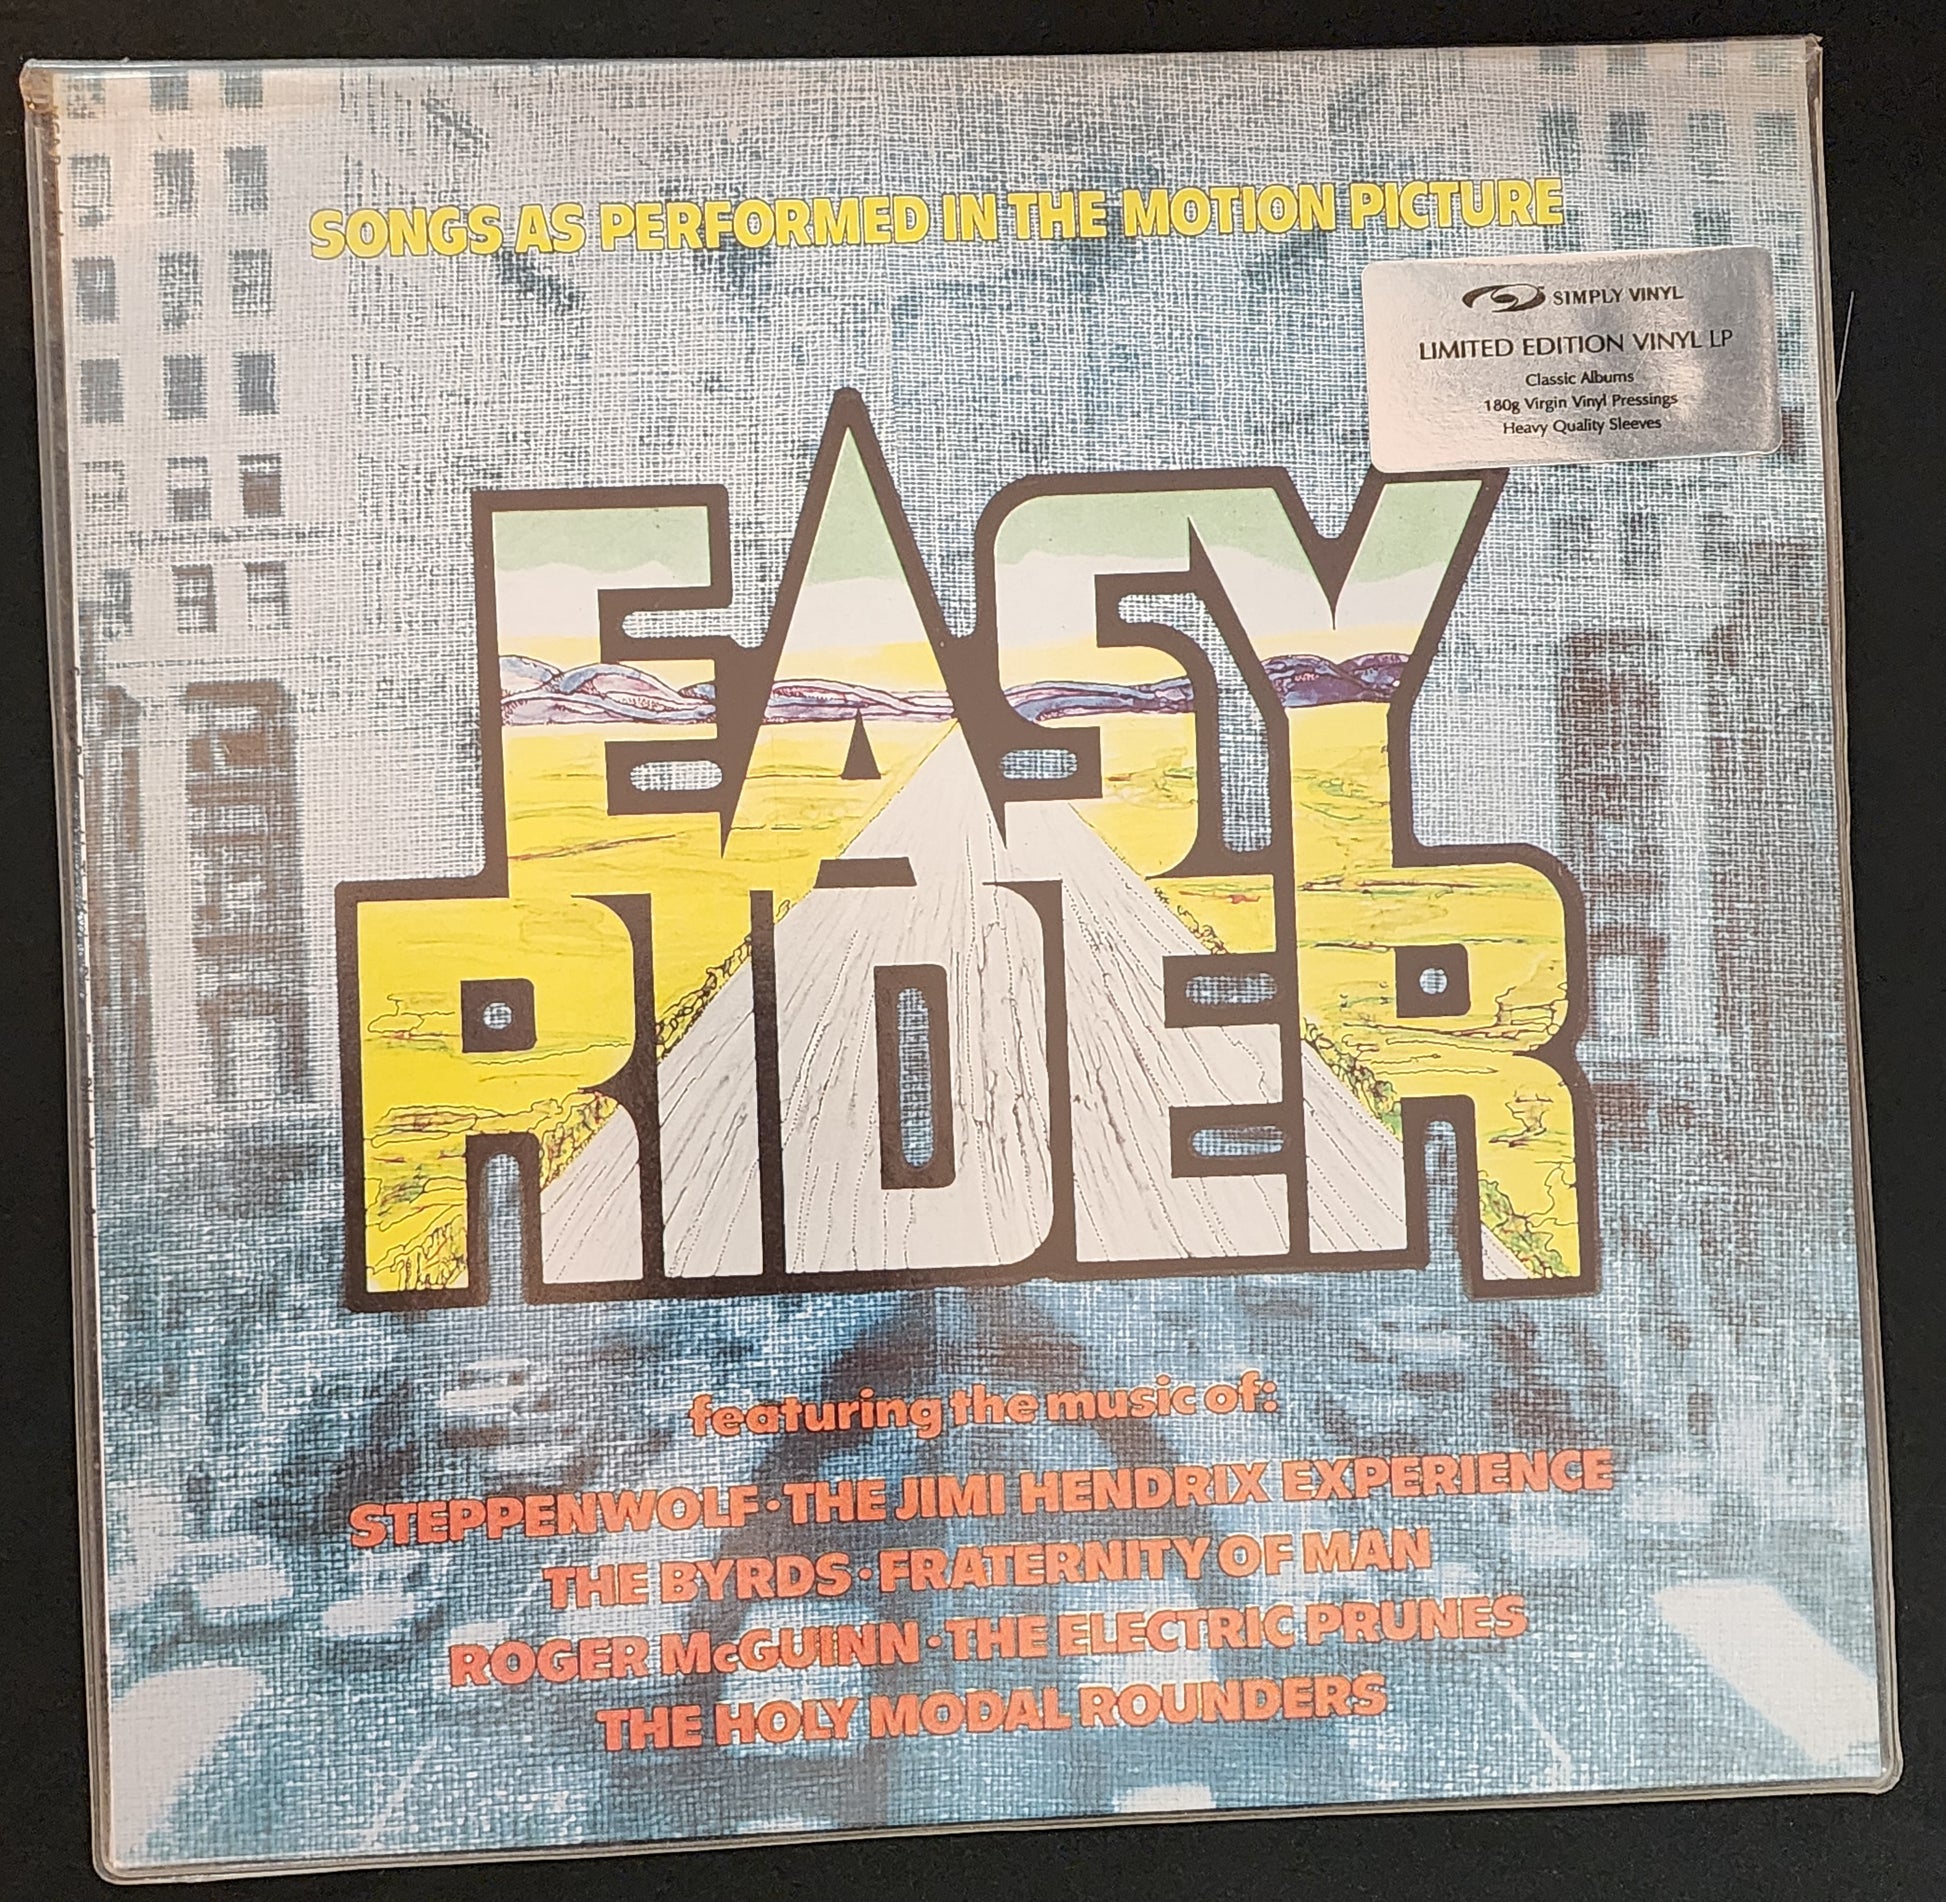 SONGS AS PERFORMED IN THE MOTION PICTURE
SIMPLY VINYL
LIMITED EDITION VINYL LP
Classic Albums
180g Virgin Vinyl Pressings
Heavy Quality Sleeves
EASY
RIDER
featuring the music of:
STEPPENWOLF · THE JIMI HENDRIX EXPERIENCE
THE BYRDS · FRATERNITY OF MAN
ROGER McGUINN · THE ELECTRIC PRUNES
THE HOLY MODAL ROUNDERS